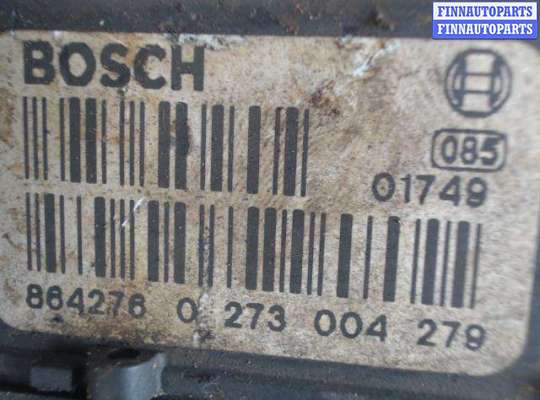 FINNAUTOPARTS
FINNAUTOPARTS
BOSCH
085
01749
864276 0 273 004 279